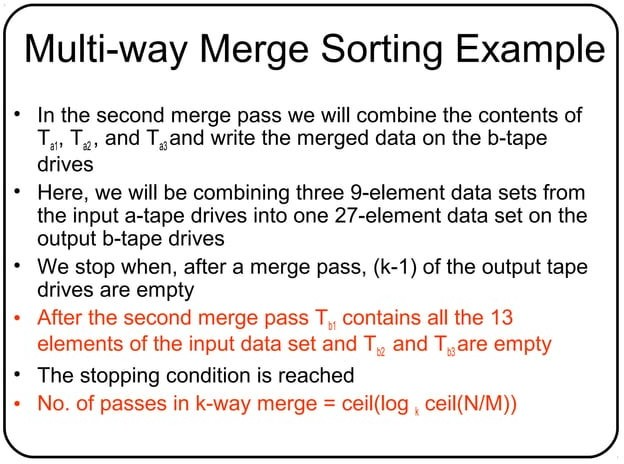 Multi-way Merge Sorting Example
• In the second merge pass we will combine the contents of
Ta1, Ta2, and Ta3 and write the merged data on the b-tape
drives
• Here, we will be combining three 9-element data sets from
the input a-tape drives into one 27-element data set on the
output b-tape drives
• We stop when, after a merge pass, (k-1) of the output tape
drives are empty
• After the second merge pass Tb1 contains all the 13
elements of the input data set and Tb2 and Tb3 are empty
• The stopping condition is reached
• No. of passes in k-way merge = ceil(log k ceil(N/M))